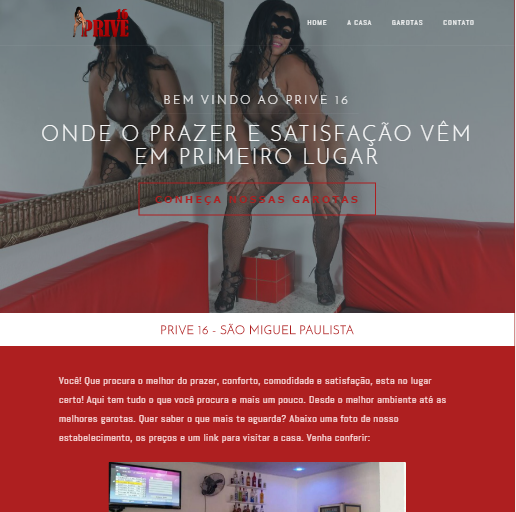 16
PRIVE
HOME A CASA GAROTAS CONTATO
BEM VINDO AO PRIVE 16
ONDE O PRAZER E SATISFAÇÃO VÊM
EM PRIMEIRO LUGAR
CONHEÇA NOSSAS GAROTAS
PRIVE 16 - SÃO MIGUEL PAULISTA
Você! Que procura o melhor do prazer, conforto, comodidade e satisfação, esta no lugar
certo! Aqui tem tudo o que você procura e mais um pouco. Desde o melhor ambiente até as
melhores garotas. Quer saber o que mais te aguarda? Abaixo uma foto de nosso
estabelecimento, os preços e um link para visitar a casa. Venha conferir: